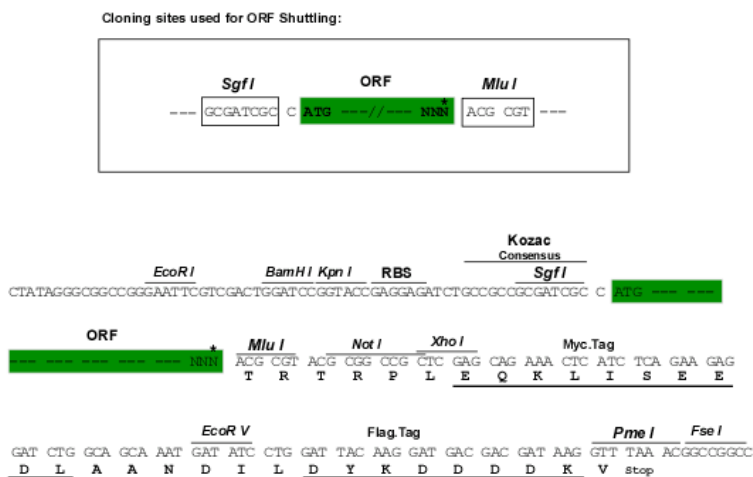 Cloning sites used for ORF Shuttling:
Sgf I ORF Mlu I
--- GCGATCGC C ATG ---//--- NNN* ACG CGT ---
Kozac
Consensus
EcoR I BamH I Kpn I RBS Sgf I
CTATAGGGCGGCCGGGAATTCGTCGACTGGATCCGGTACCGAGGAGATCTGCCGCCGCGATCGC C ATG --- ---
ORF Mlu I Not I Xho I Myc.Tag
--- --- --- --- --- --- NNN* ACG CGT ACG CGG CCG CTC GAG CAG AAA CTC ATC TCA GAA GAG
T R T R P L E Q K L I S E E
EcoR V Flag.Tag Pme I Fse I
GAT CTG GCA GCA AAT GAT ATC CTG GAT TAC AAG GAT GAC GAC GAT AAG GTT TAA ACGGCCGGCC
D L A A N D I L D Y K D D D D K V Stop